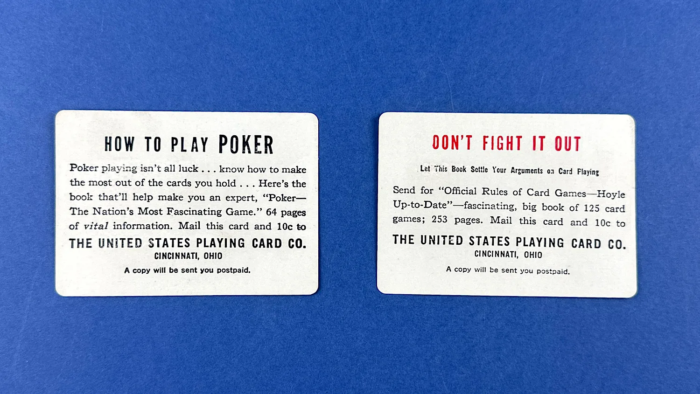 HOW TO PLAY POKER
Poker playing isn't all luck . . . know how to make
the most out of the cards you hold . . . Here's the
book that'll help make you an expert, "Poker—
The Nation's Most Fascinating Game." 64 pages
of vital information. Mail this card and 10c to
THE UNITED STATES PLAYING CARD CO.
CINCINNATI, OHIO
A copy will be sent you postpaid.
DON'T FIGHT IT OUT
Let This Book Settle Your Arguments on Card Playing
Send for "Official Rules of Card Games—Hoyle
Up-to-Date"—fascinating, big book of 125 card
games; 253 pages. Mail this card and 10c to
THE UNITED STATES PLAYING CARD CO.
CINCINNATI, OHIO
A copy will be sent you postpaid.